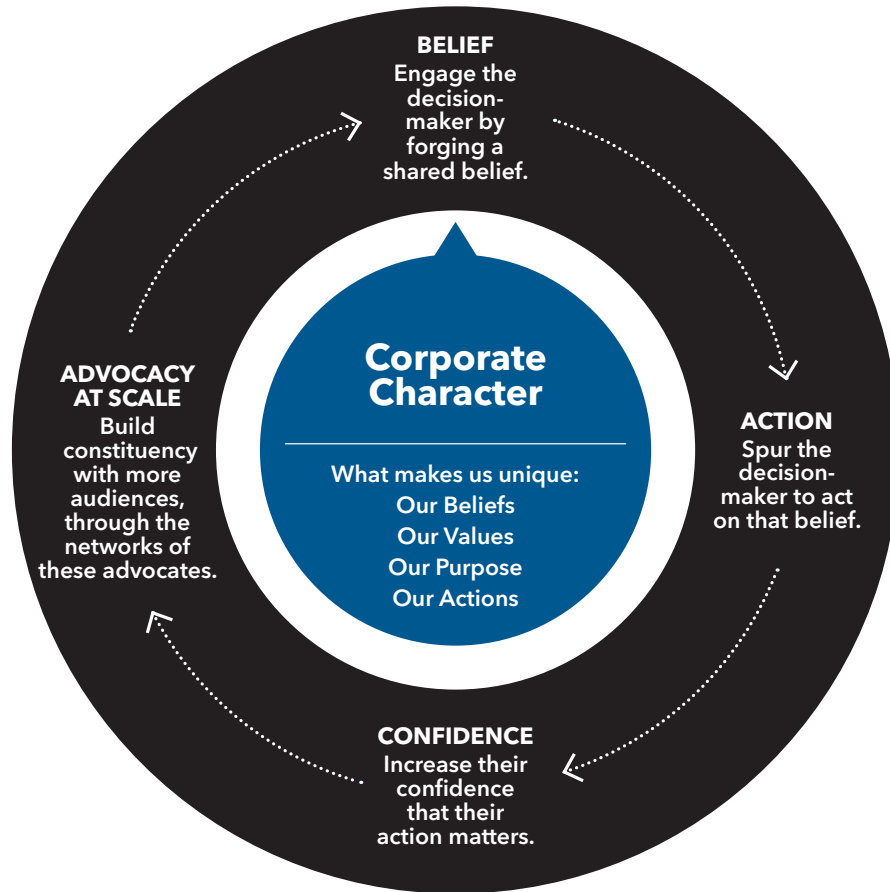 BELIEF
Engage the
decision-
maker by
forging a
shared belief.
ACTION
Spur the
decision-
maker to act
on that belief.
CONFIDENCE
Increase their
confidence
that their
action matters.
ADVOCACY
AT SCALE
Build
constituency
with more
audiences,
through the
networks of
these advocates.
Corporate
Character
What makes us unique:
Our Beliefs
Our Values
Our Purpose
Our Actions